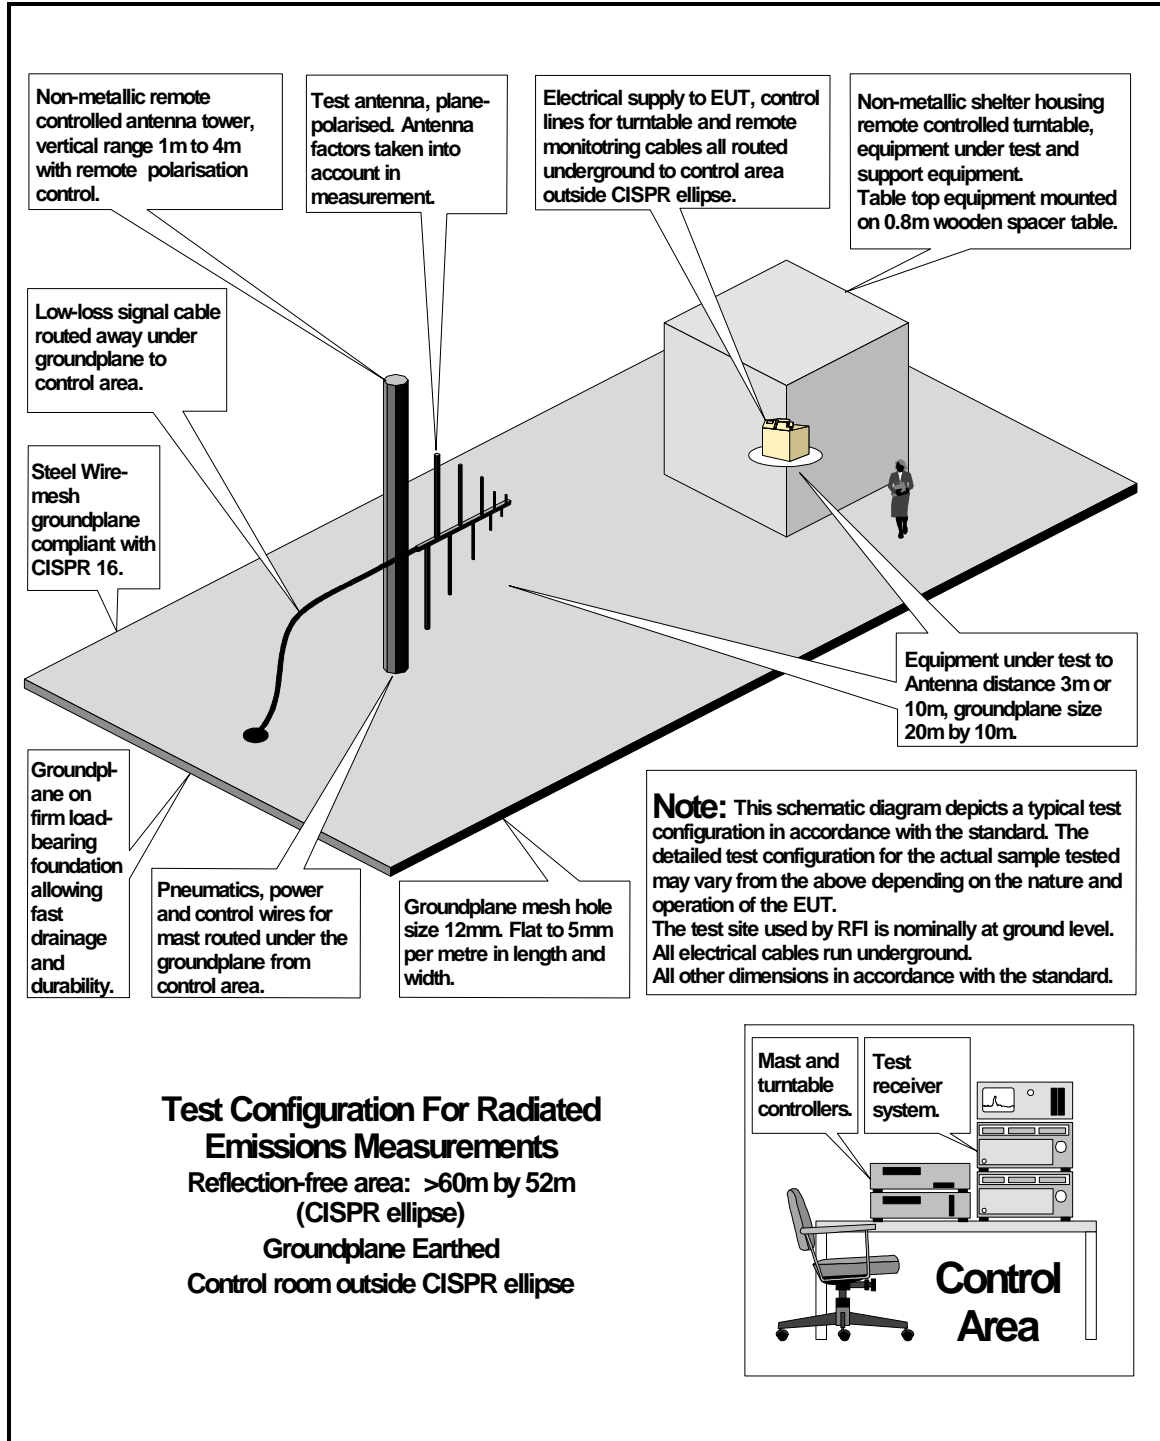 Non-metallic remote
controlled antenna tower,
vertical range 1m to 4m
with remote polarisation
control.
Test antenna, plane-
polarised. Antenna
factors taken into
account in
measurement.
Electrical supply to EUT, control
lines for turntable and remote
monitotring cables all routed
underground to control area
outside CISPR ellipse.
Non-metallic shelter housing
remote controlled turntable,
equipment under test and
support equipment.
Table top equipment mounted
on 0.8m wooden spacer table.
Low-loss signal cable
routed away under
groundplane to
control area.
Steel Wire-
mesh
groundplane
compliant with
CISPR 16.
Equipment under test to
Antenna distance 3m or
10m, groundplane size
20m by 10m.
Groundpl-
ane on
firm load-
bearing
foundation
allowing
fast
drainage
and
durability.
Pneumatics, power
and control wires for
mast routed under the
groundplane from
control area.
Groundplane mesh hole
size 12mm. Flat to 5mm
per metre in length and
width.
Note: This schematic diagram depicts a typical test
configuration in accordance with the standard. The
detailed test configuration for the actual sample tested
may vary from the above depending on the nature and
operation of the EUT.
The test site used by RFI is nominally at ground level.
All electrical cables run underground.
All other dimensions in accordance with the standard.
Test Configuration For Radiated
Emissions Measurements
Reflection-free area: >60m by 52m
(CISPR ellipse)
Groundplane Earthed
Control room outside CISPR ellipse
Mast and
turntable
controllers.
Test
receiver
system.
Control
Area